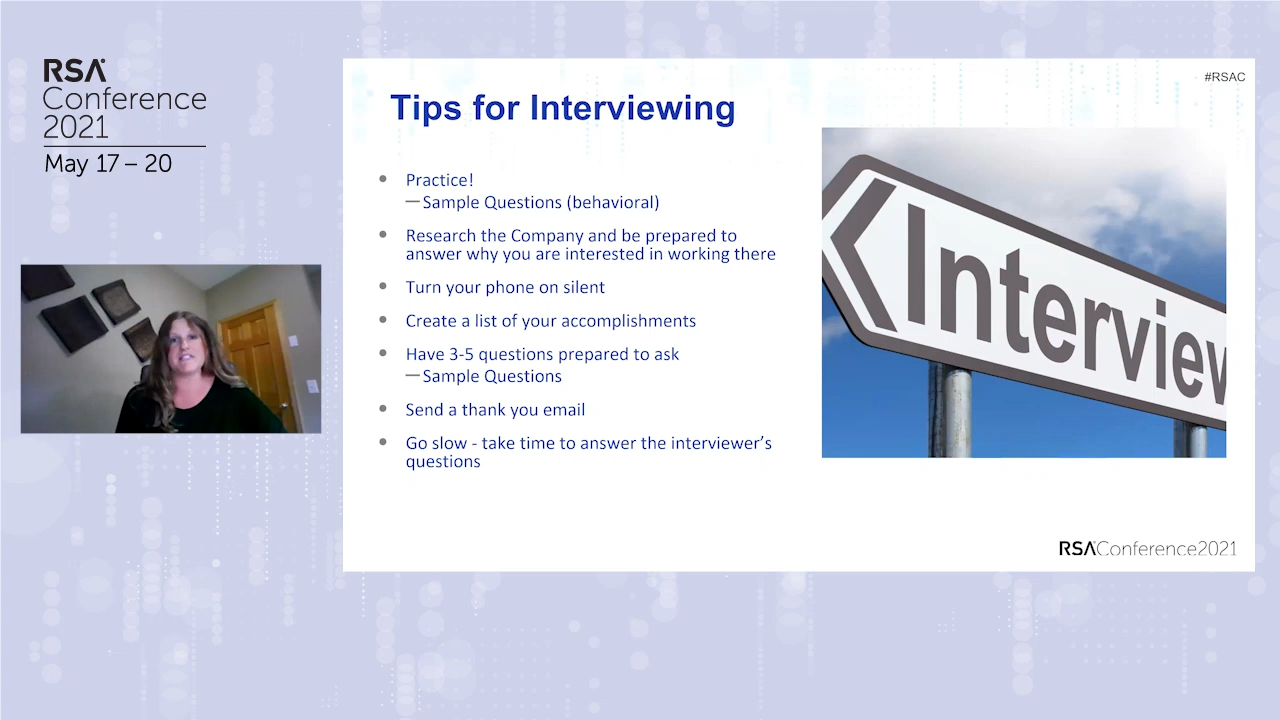 RSA
Conference
2021
May 17 – 20
#RSAC
Tips for Interviewing
• Practice!
— Sample Questions (behavioral)
• Research the Company and be prepared to
answer why you are interested in working there
• Turn your phone on silent
• Create a list of your accomplishments
• Have 3-5 questions prepared to ask
— Sample Questions
• Send a thank you email
• Go slow - take time to answer the interviewer’s
questions
Interview
RSAConference2021